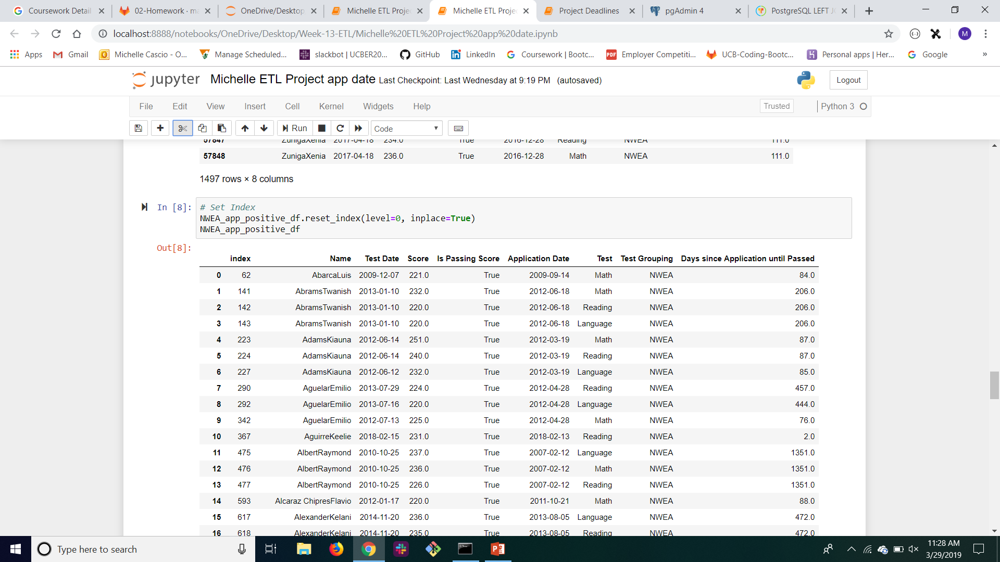 Coursework Detail
02-Homework · ma
OneDrive/Desktop
Michelle ETL Projec
Michelle ETL Projec
Project Deadlines
pgAdmin 4
PostgreSQL LEFT JO
localhost:8888/notebooks/OneDrive/Desktop/Week-13-ETL/Michelle%20ETL%20Project%20app%20date.ipynb
M
Apps
Gmail
Michelle Cascio - O...
Manage Scheduled...
slackbot | UCBER20...
GitHub
LinkedIn
Coursework | Bootc...
PDF
Employer Competiti...
UCB-Coding-Bootc...
Personal apps | Her...
Google
»
jupyter Michelle ETL Project app date Last Checkpoint: Last Wednesday at 9:19 PM (autosaved)
Logout
File Edit View Insert Cell Kernel Widgets Help
Trusted
Python 3
Run
Code
57847 ZunigaXenia 2017-04-18 234.0 True 2016-12-28 Reading NWEA 111.0
57848 ZunigaXenia 2017-04-18 236.0 True 2016-12-28 Math NWEA 111.0
1497 rows × 8 columns
In [8]: # Set Index
NWEA_app_positive_df.reset_index(level=0, inplace=True)
NWEA_app_positive_df
Out[8]:
index Name Test Date Score Is Passing Score Application Date Test Test Grouping Days since Application until Passed
0 62 AbarcaLuis 2009-12-07 221.0 True 2009-09-14 Math NWEA 84.0
1 141 AbramsTwanish 2013-01-10 232.0 True 2012-06-18 Math NWEA 206.0
2 142 AbramsTwanish 2013-01-10 220.0 True 2012-06-18 Reading NWEA 206.0
3 143 AbramsTwanish 2013-01-10 220.0 True 2012-06-18 Language NWEA 206.0
4 223 AdamsKiauna 2012-06-14 251.0 True 2012-03-19 Math NWEA 87.0
5 224 AdamsKiauna 2012-06-14 240.0 True 2012-03-19 Reading NWEA 87.0
6 227 AdamsKiauna 2012-06-12 232.0 True 2012-03-19 Language NWEA 85.0
7 290 AguelarEmilio 2013-07-29 224.0 True 2012-04-28 Reading NWEA 457.0
8 292 AguelarEmilio 2013-07-16 220.0 True 2012-04-28 Language NWEA 444.0
9 342 AguelarEmilio 2012-07-13 225.0 True 2012-04-28 Math NWEA 76.0
10 367 AguirreKeelie 2018-02-15 231.0 True 2018-02-13 Reading NWEA 2.0
11 475 AlbertRaymond 2010-10-25 237.0 True 2007-02-12 Language NWEA 1351.0
12 476 AlbertRaymond 2010-10-25 236.0 True 2007-02-12 Math NWEA 1351.0
13 477 AlbertRaymond 2010-10-25 226.0 True 2007-02-12 Reading NWEA 1351.0
14 593 Alcaraz ChipresFlavio 2012-01-17 220.0 True 2011-10-21 Math NWEA 88.0
15 617 AlexanderKelani 2014-11-20 236.0 True 2013-08-05 Language NWEA 472.0
16 618 AlexanderKelani 2014-11-20 235.0 True 2013-08-05 Reading NWEA 472.0
Type here to search
11:28 AM
3/29/2019